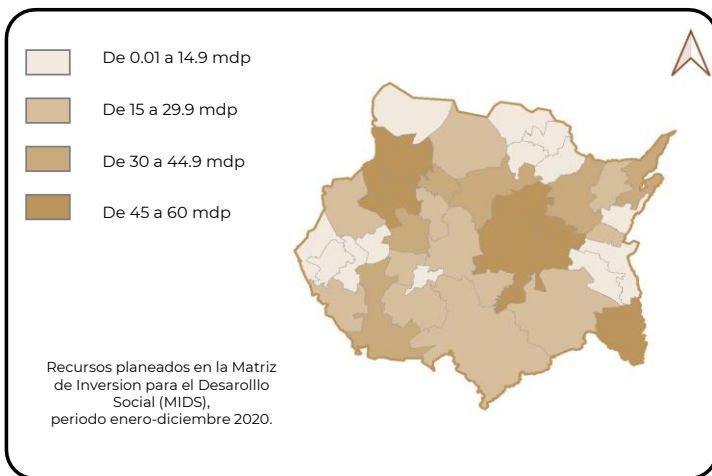 De 0.01 a 14.9 mdp
De 15 a 29.9 mdp
De 30 a 44.9 mdp
De 45 a 60 mdp
Recursos planeados en la Matriz
de Inversion para el Desarolllo
Social (MIDS),
periodo enero-diciembre 2020.